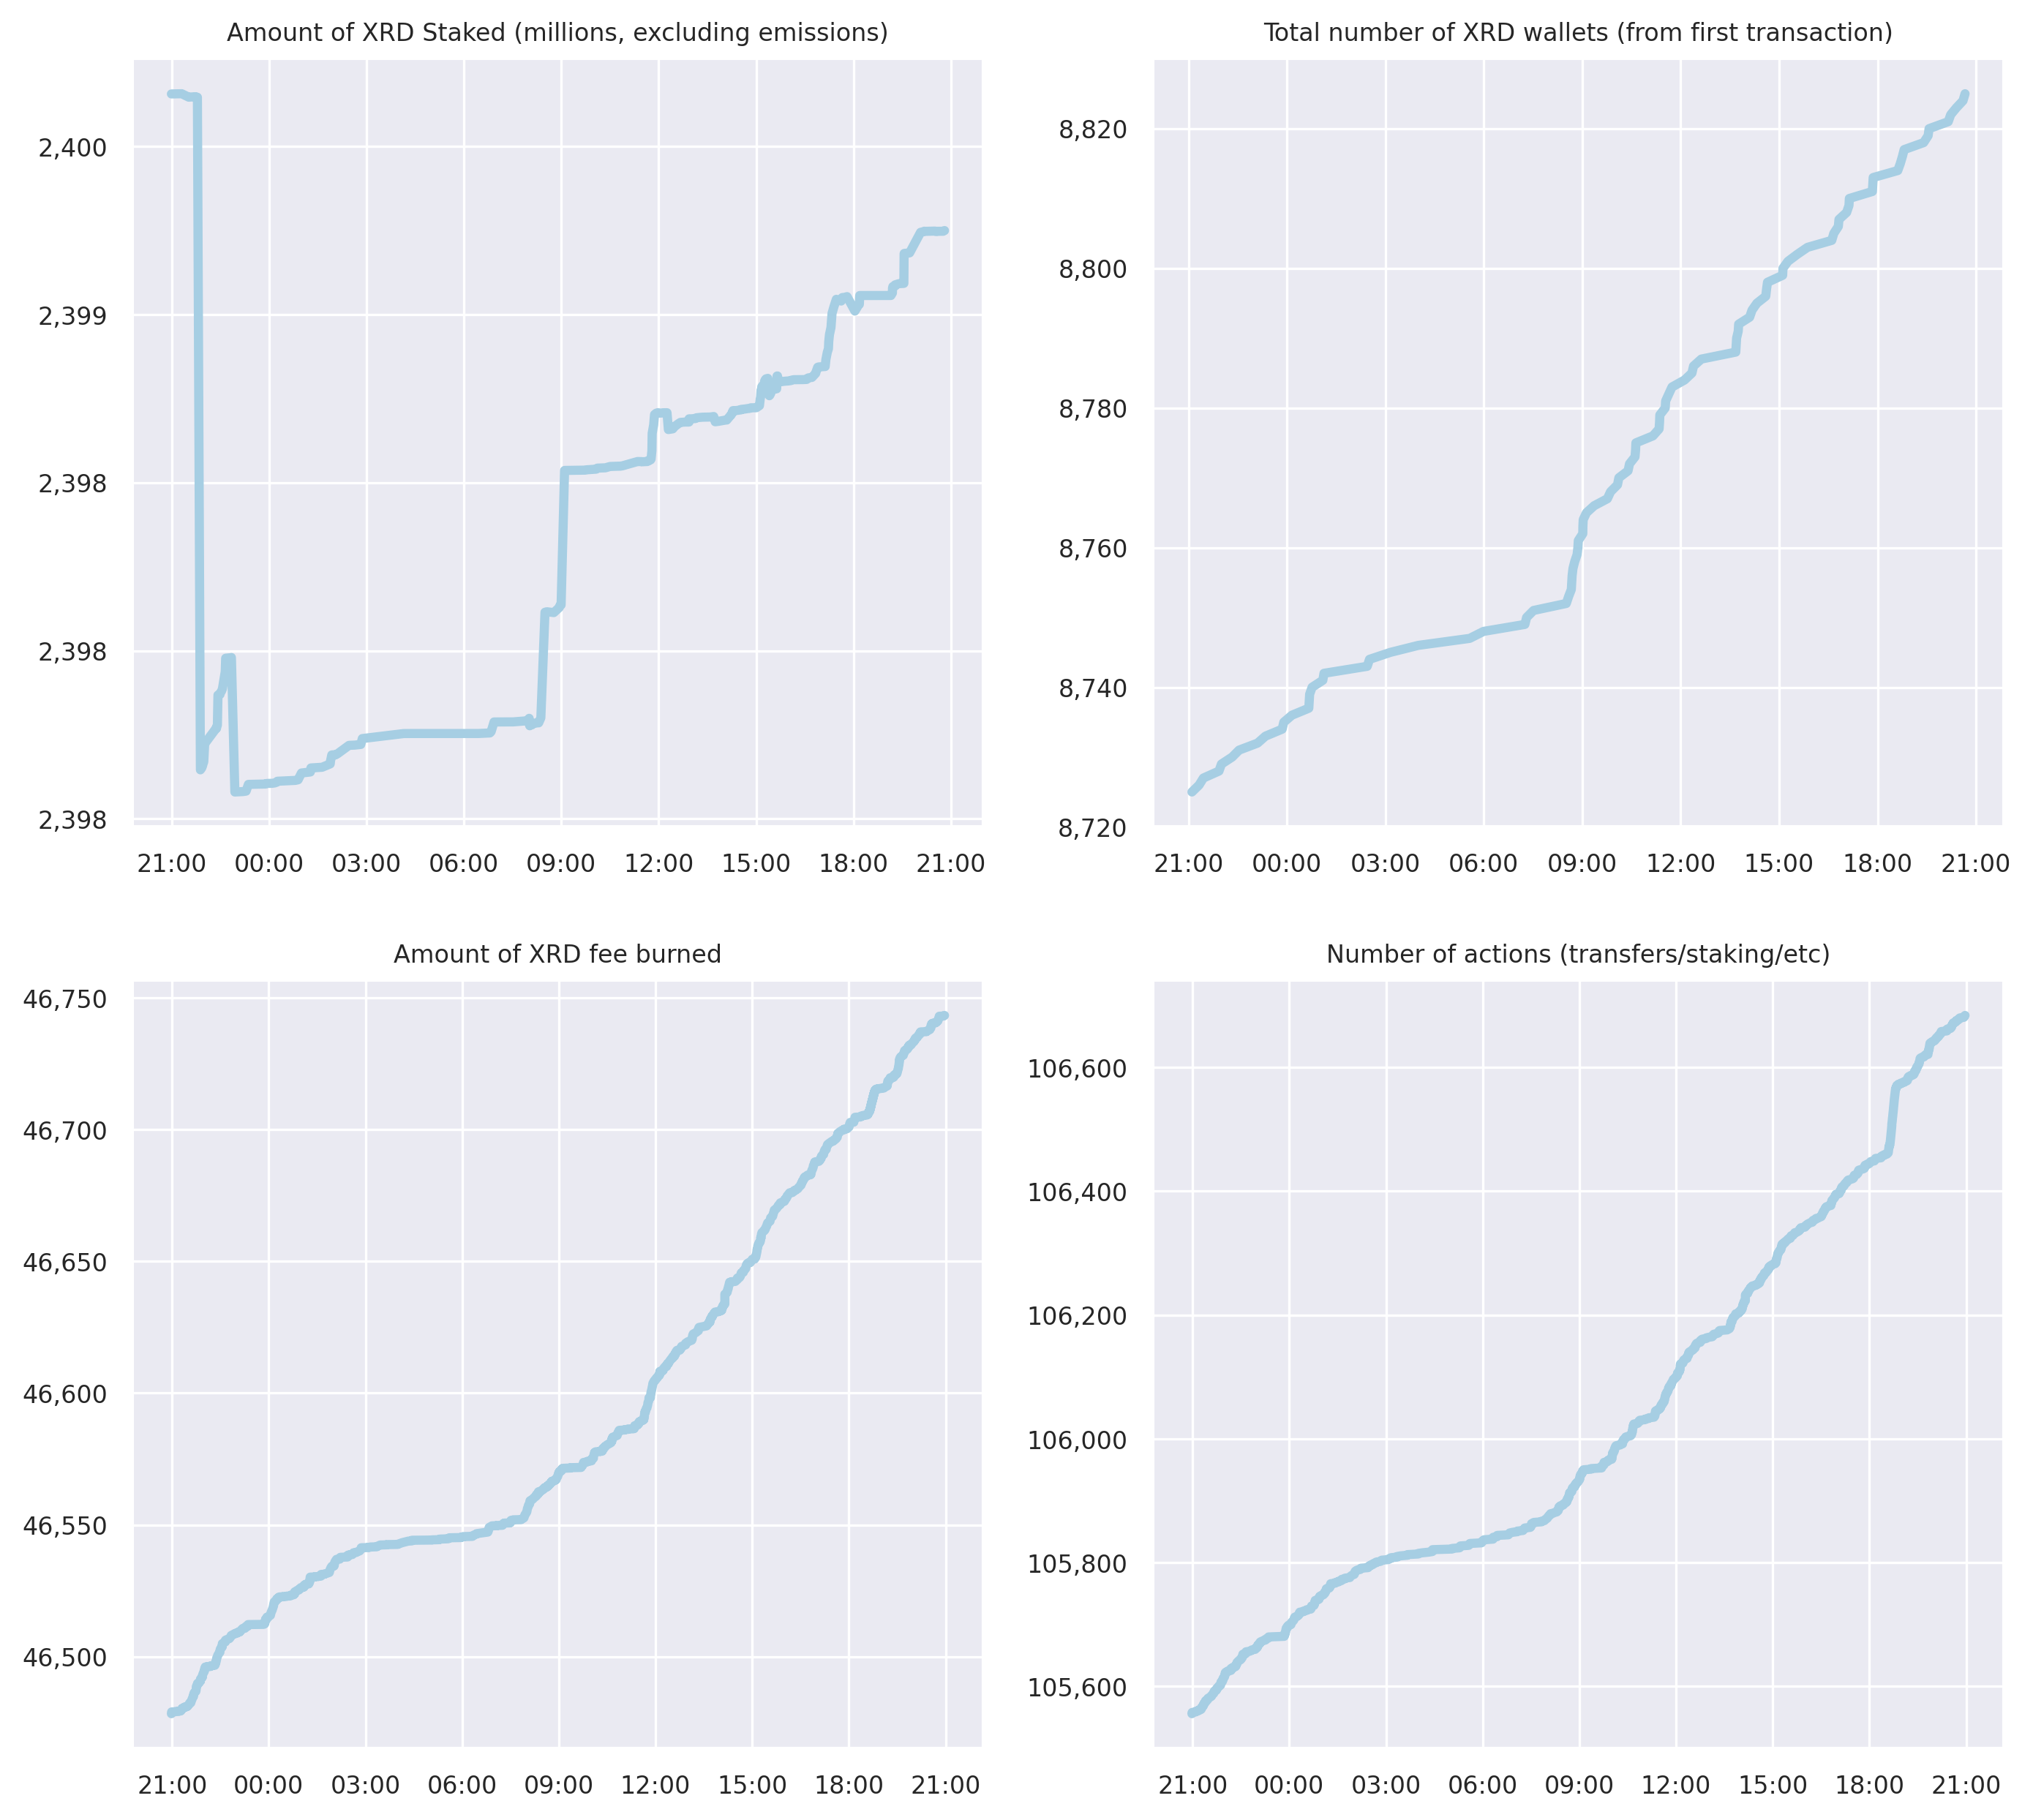 Amount of XRD Staked (millions, excluding emissions)
2,400
2,399
2,398
2,398
2,398
21:00 00:00 03:00 06:00 09:00 12:00 15:00 18:00 21:00
Total number of XRD wallets (from first transaction)
8,820
8,800
8,780
8,760
8,740
8,720
21:00 00:00 03:00 06:00 09:00 12:00 15:00 18:00 21:00
Amount of XRD fee burned
46,750
46,700
46,650
46,600
46,550
46,500
21:00 00:00 03:00 06:00 09:00 12:00 15:00 18:00 21:00
Number of actions (transfers/staking/etc)
106,600
106,400
106,200
106,000
105,800
105,600
21:00 00:00 03:00 06:00 09:00 12:00 15:00 18:00 21:00